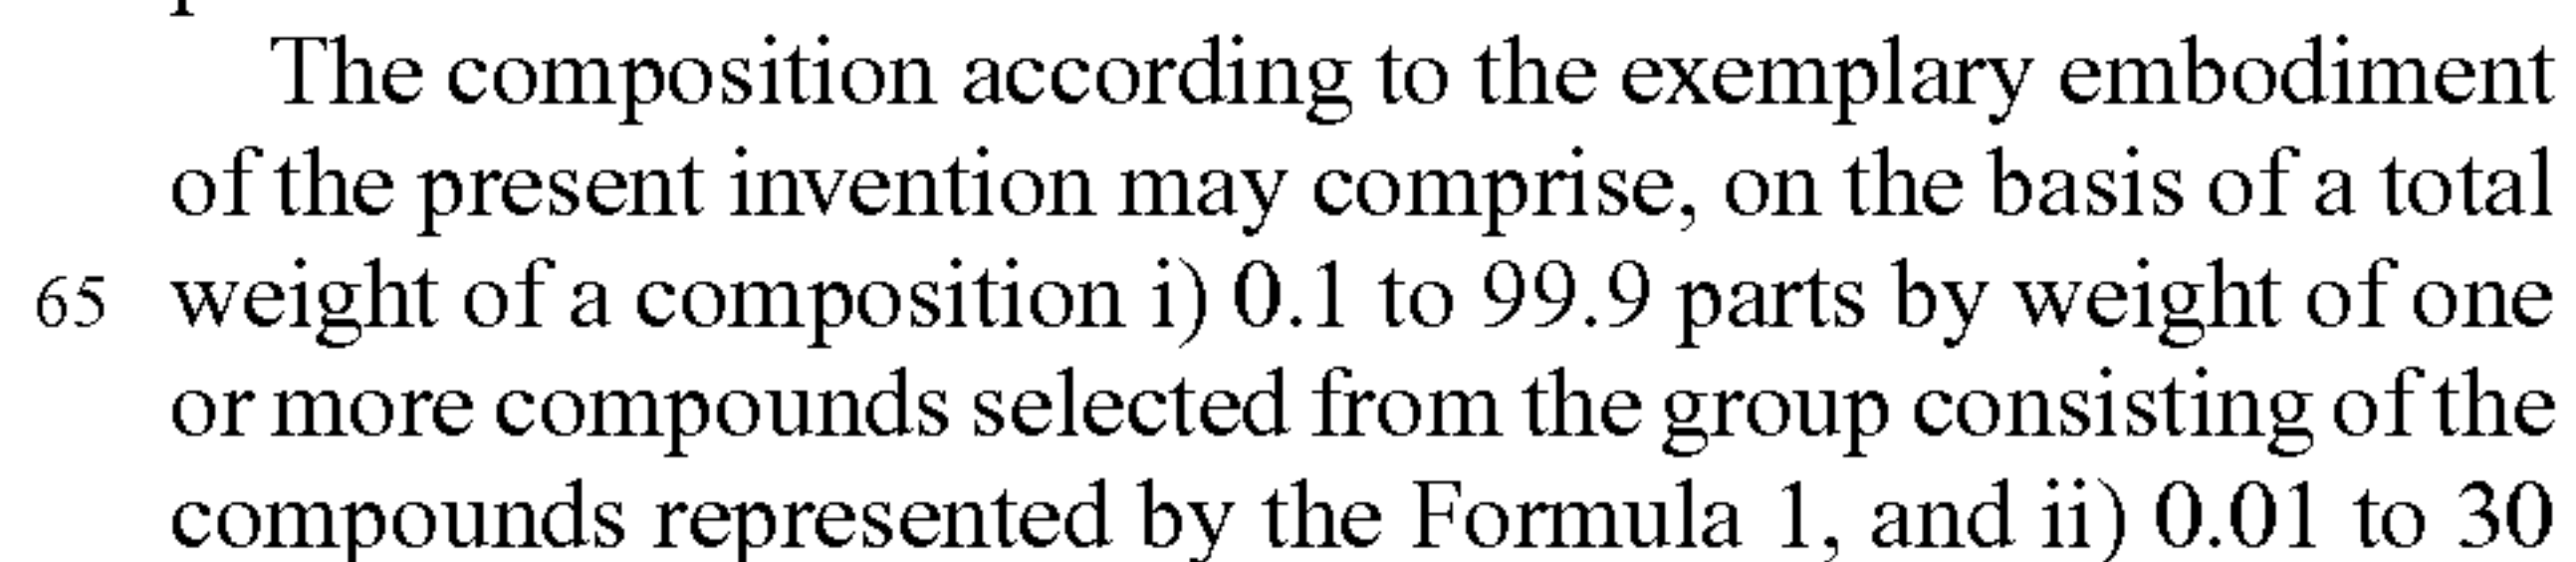 The composition according to the exemplary embodiment
of the present invention may comprise, on the basis of a total
65 weight of a composition i) 0.1 to 99.9 parts by weight of one
or more compounds selected from the group consisting of the
compounds represented by the Formula 1, and ii) 0.01 to 30